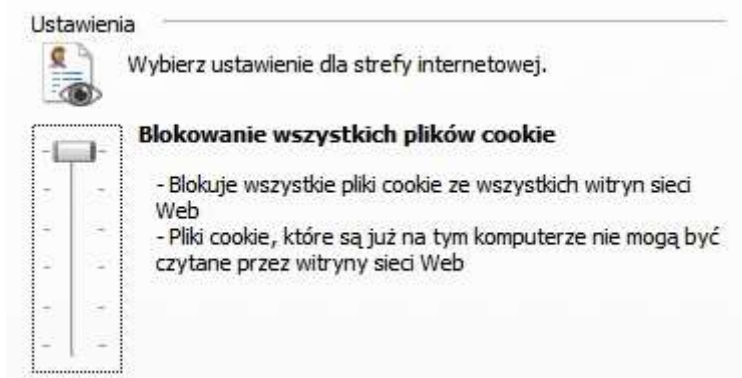 Ustawienia
Wybierz ustawienie dla strefy internetowej.
Blokowanie wszystkich plików cookie
- Blokuje wszystkie pliki cookie ze wszystkich witryn sieci
Web
- Pliki cookie, które są już na tym komputerze nie mogą być
czytane przez witryny sieci Web